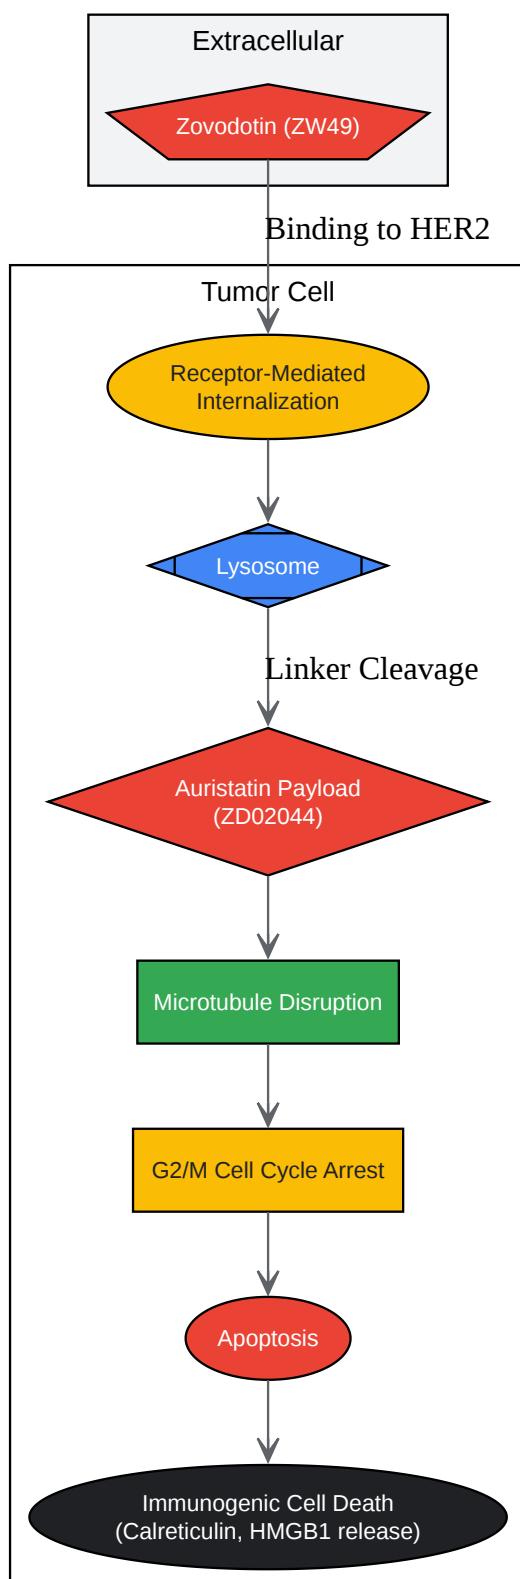 Extracellular
Zovodotin (ZW49)
Binding to HER2
Tumor Cell
Receptor-Mediated
Internalization
Lysosome
Linker Cleavage
Auristatin Payload
(ZD02044)
Microtubule Disruption
G2/M Cell Cycle Arrest
Apoptosis
Immunogenic Cell Death
(Calreticulin, HMGB1 release)